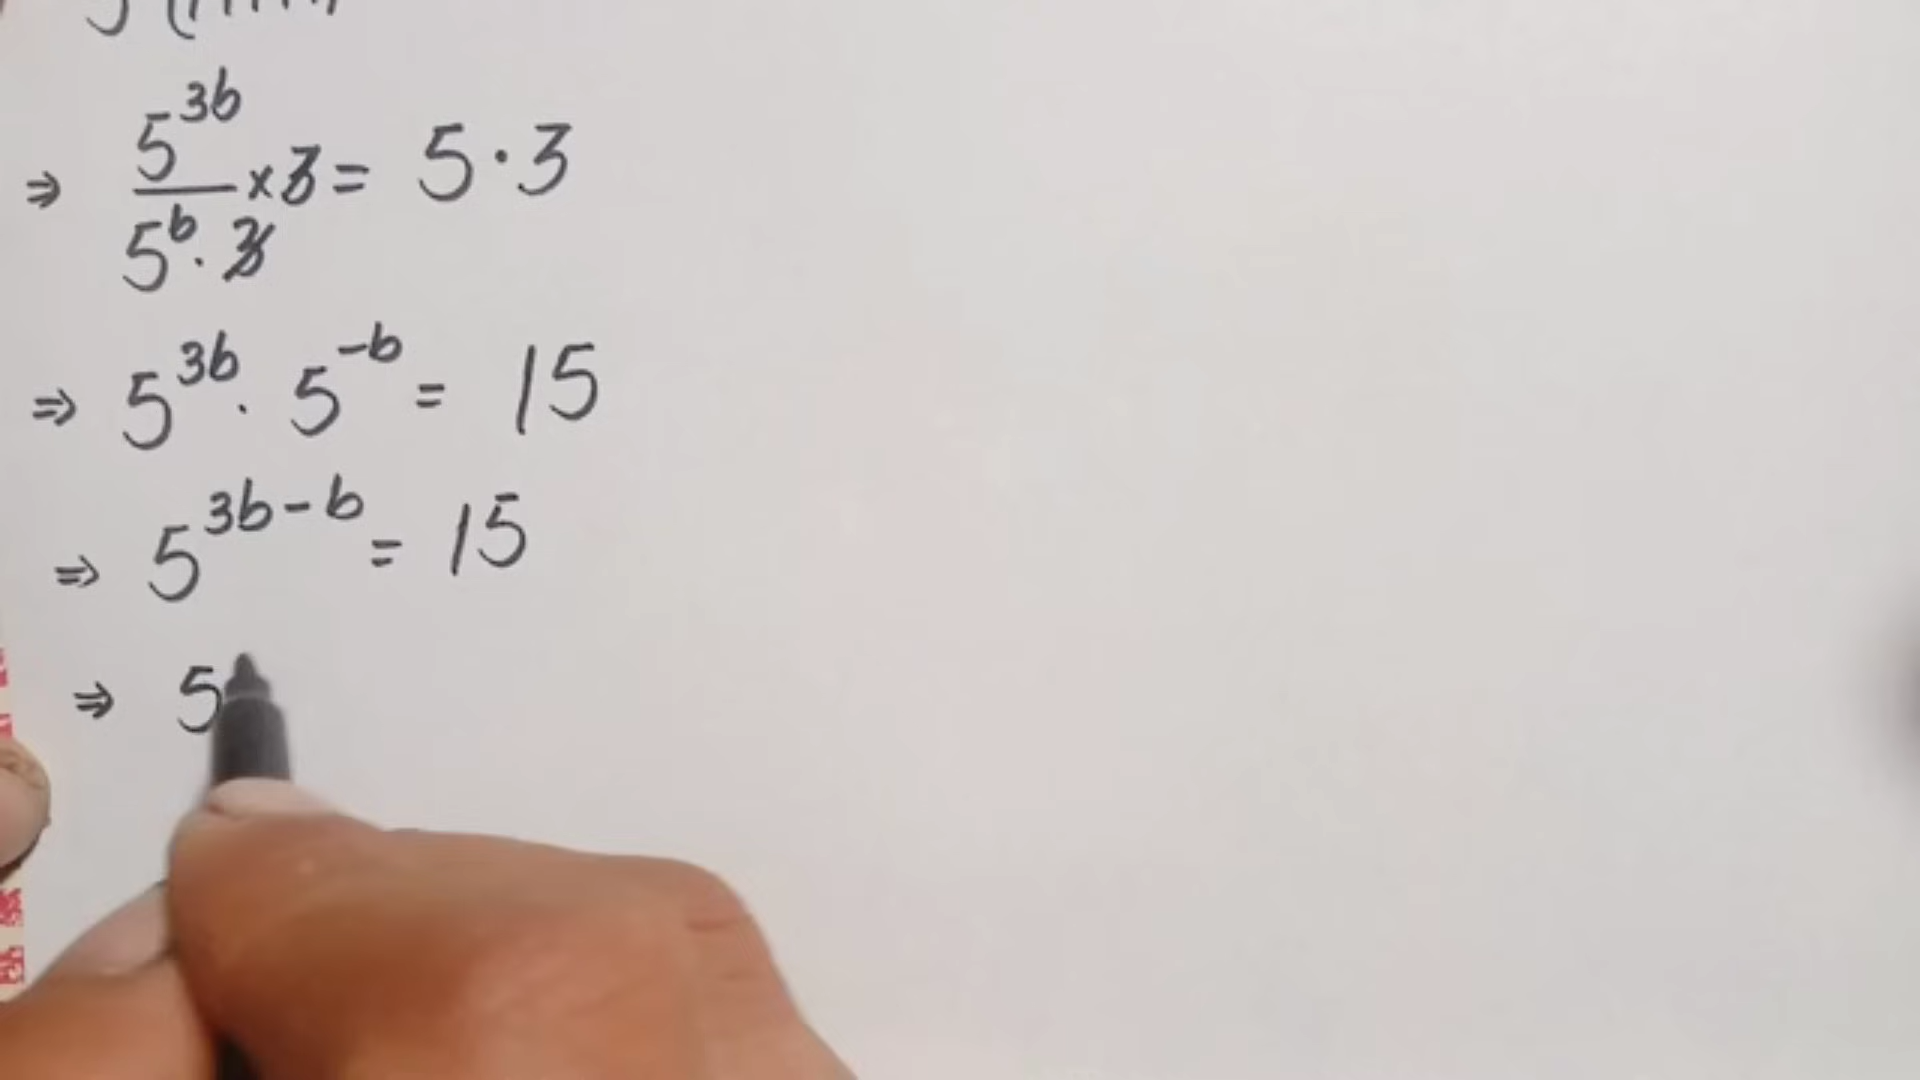 ⇒ 5^{3b} / (5^b · 3) × 3 = 5 · 3
⇒ 5^{3b} · 5^{-b} = 15
⇒ 5^{3b-b} = 15
⇒ 5